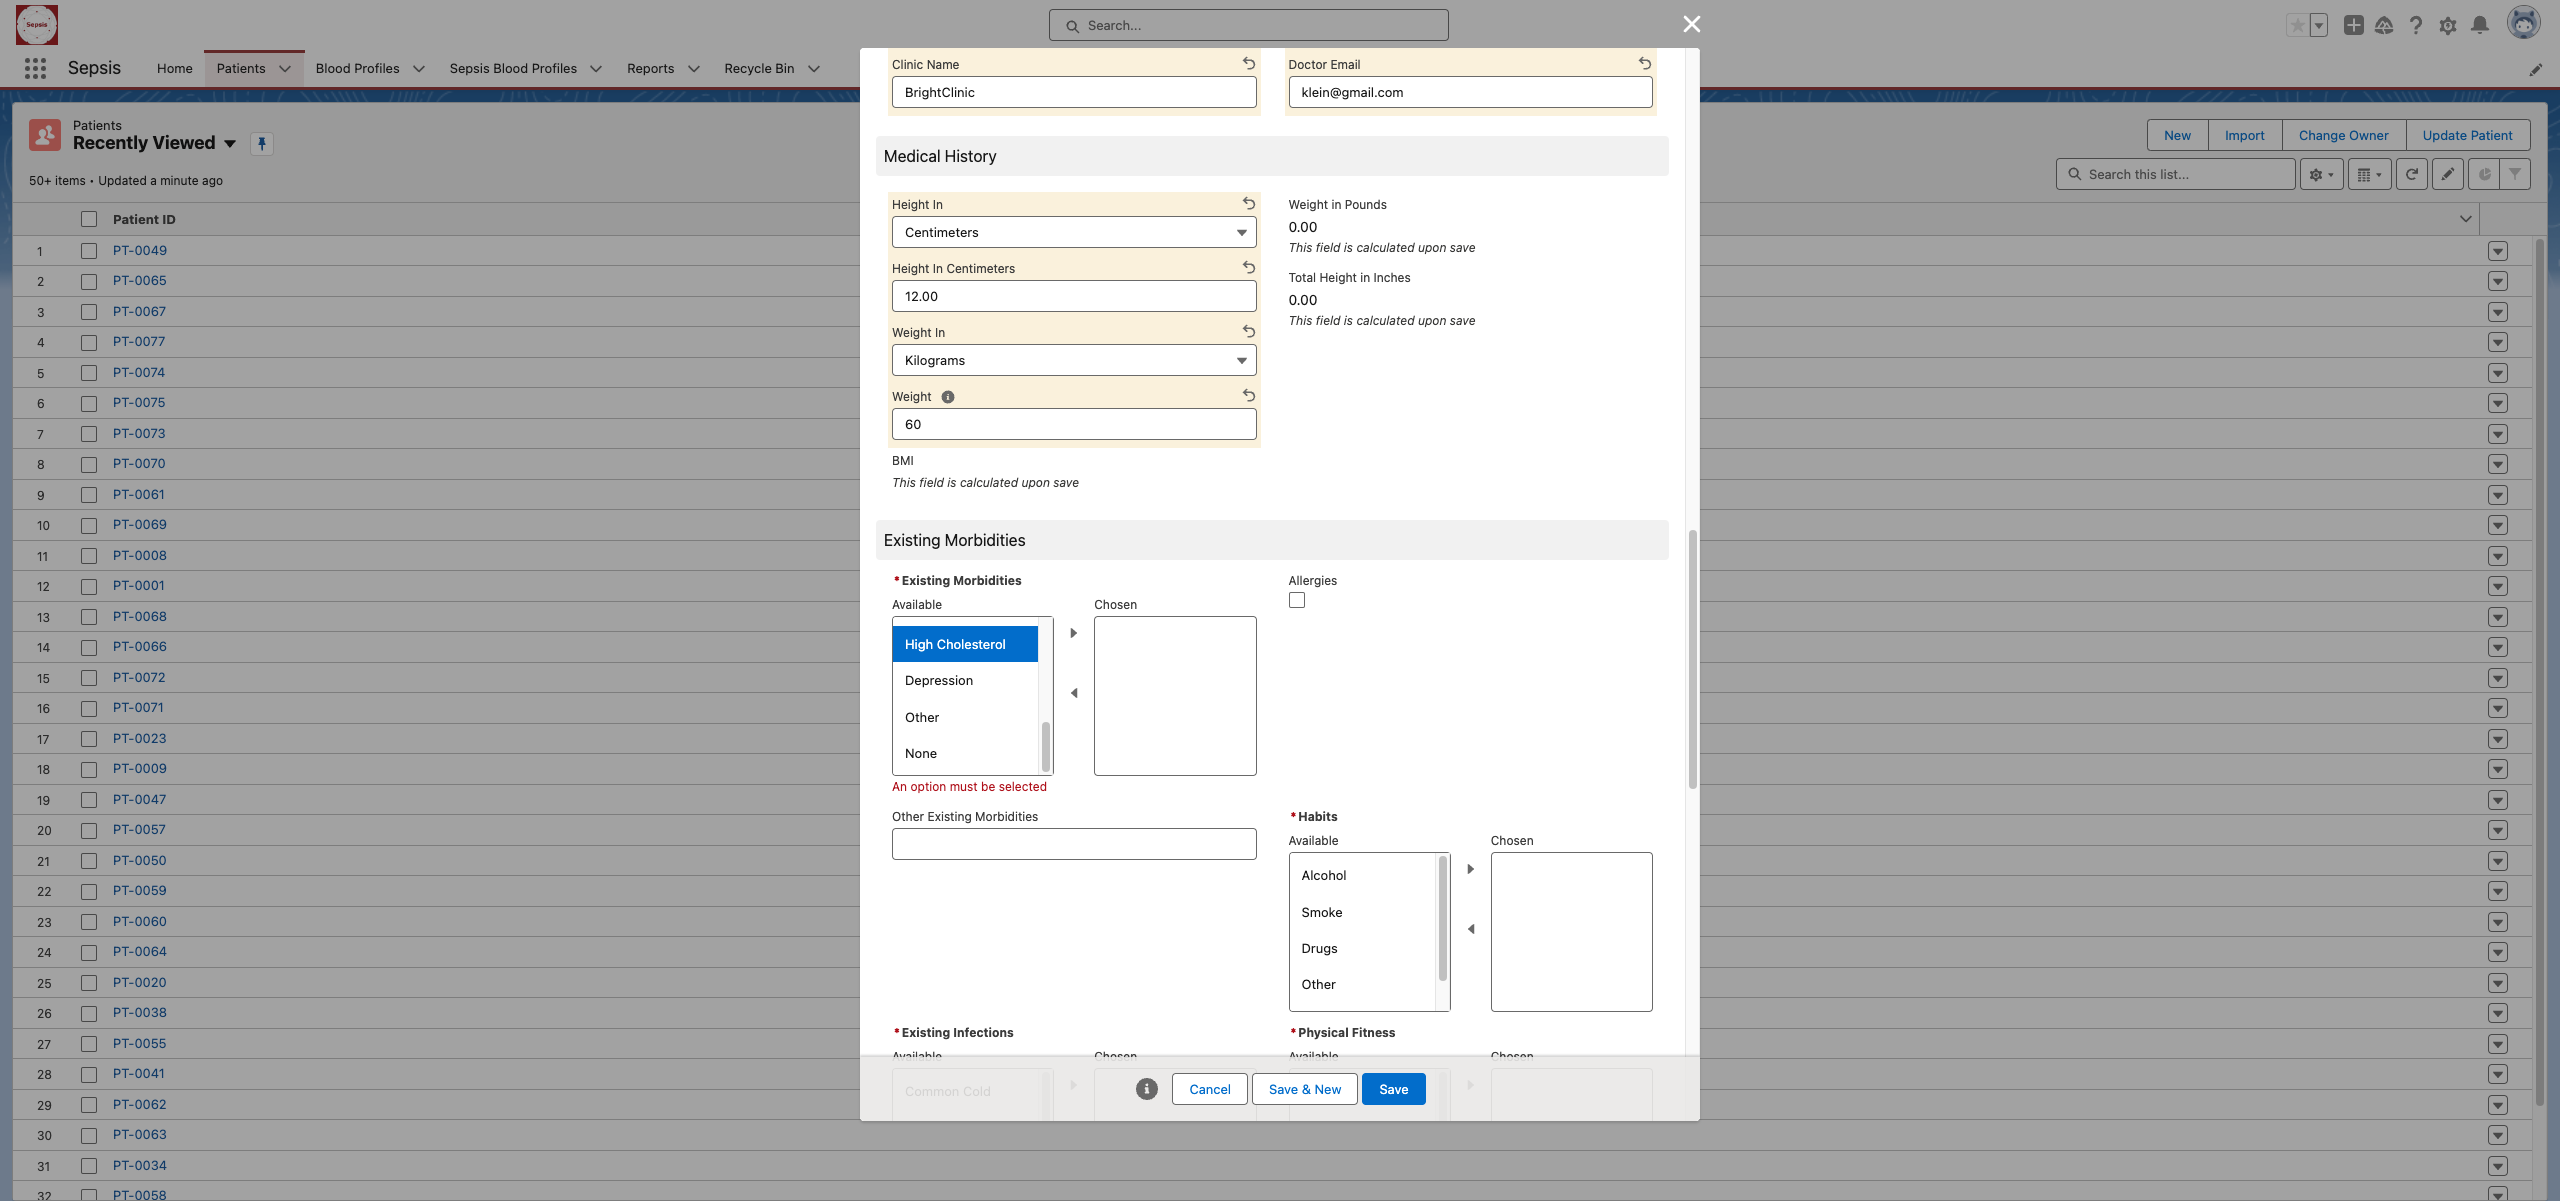 Sepsis
Search...
Sepsis
Home
Patients
Blood Profiles
Sepsis Blood Profiles
Reports
Recycle Bin
Patients
Recently Viewed
50+ items • Updated a minute ago
New
Import
Change Owner
Update Patient
Search this list...
Patient ID
1 PT-0049
2 PT-0065
3 PT-0067
4 PT-0077
5 PT-0074
6 PT-0075
7 PT-0073
8 PT-0070
9 PT-0061
10 PT-0069
11 PT-0008
12 PT-0001
13 PT-0068
14 PT-0066
15 PT-0072
16 PT-0071
17 PT-0023
18 PT-0009
19 PT-0047
20 PT-0057
21 PT-0050
22 PT-0059
23 PT-0060
24 PT-0064
25 PT-0020
26 PT-0038
27 PT-0055
28 PT-0041
29 PT-0062
30 PT-0063
31 PT-0034
32 PT-0058
Clinic Name
BrightClinic
Doctor Email
klein@gmail.com
Medical History
Height In
Centimeters
Height In Centimeters
12.00
Weight In
Kilograms
Weight
60
BMI
This field is calculated upon save
Weight in Pounds
0.00
This field is calculated upon save
Total Height in Inches
0.00
This field is calculated upon save
Existing Morbidities
*Existing Morbidities
Available
Chosen
High Cholesterol
Depression
Other
None
An option must be selected
Allergies
Other Existing Morbidities
*Habits
Available
Chosen
Alcohol
Smoke
Drugs
Other
*Existing Infections
Available
Chosen
Common Cold
*Physical Fitness
Available
Chosen
Cancel
Save & New
Save